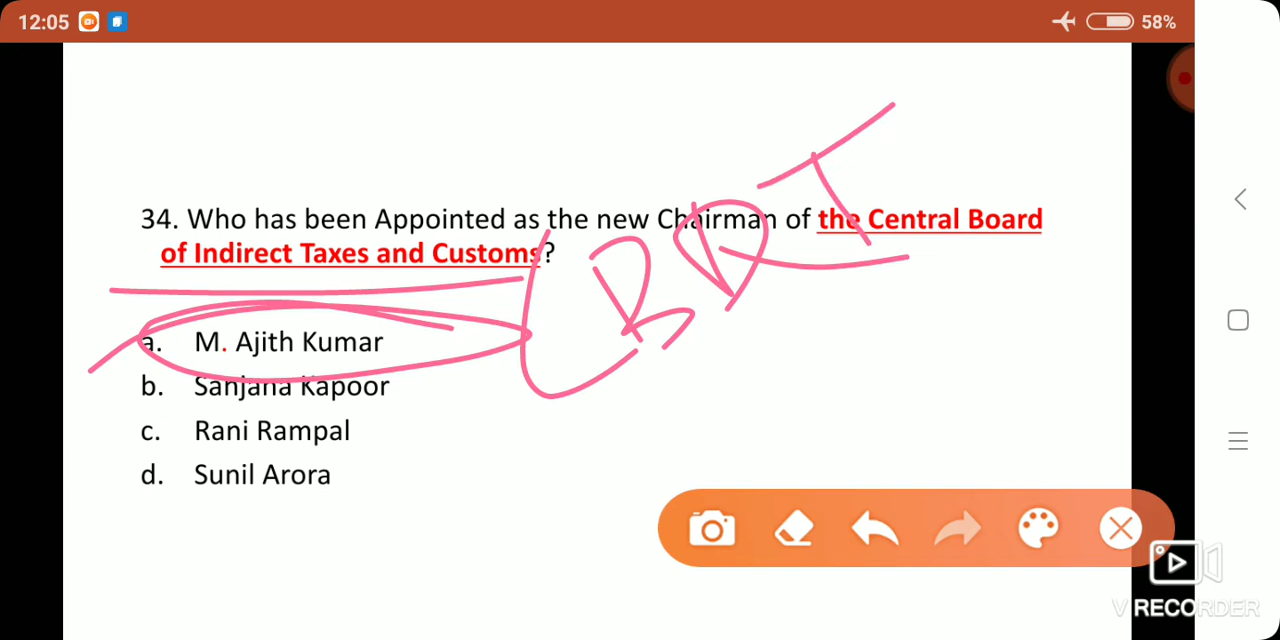 12:05 58%
34. Who has been Appointed as the new Chairman of the Central Board
of Indirect Taxes and Customs?
CBDT
a. M. Ajith Kumar
b. Sanjana Kapoor
c. Rani Rampal
d. Sunil Arora
V RECORDER